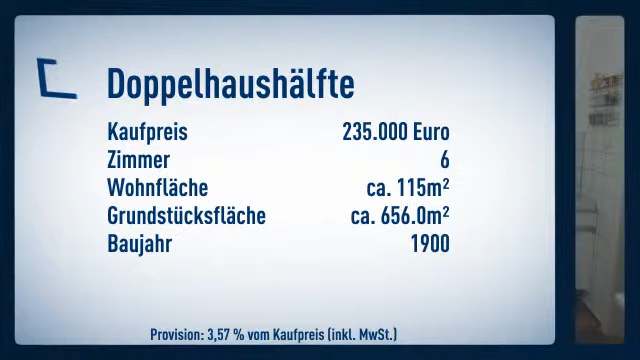 Doppelhaushälfte
Kaufpreis 235.000 Euro
Zimmer 6
Wohnfläche ca. 115m²
Grundstücksfläche ca. 656.0m²
Baujahr 1900
Provision: 3,57 % vom Kaufpreis (inkl. MwSt.)